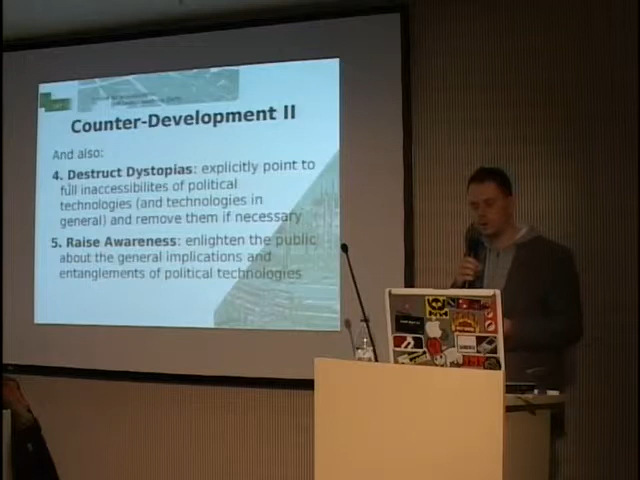 Counter-Development II
And also:
4. Destruct Dystopias: explicitly point to
full inaccessibilites of political
technologies (and technologies in
general) and remove them if necessary
5. Raise Awareness: enlighten the public
about the general implications and
entanglements of political technologies